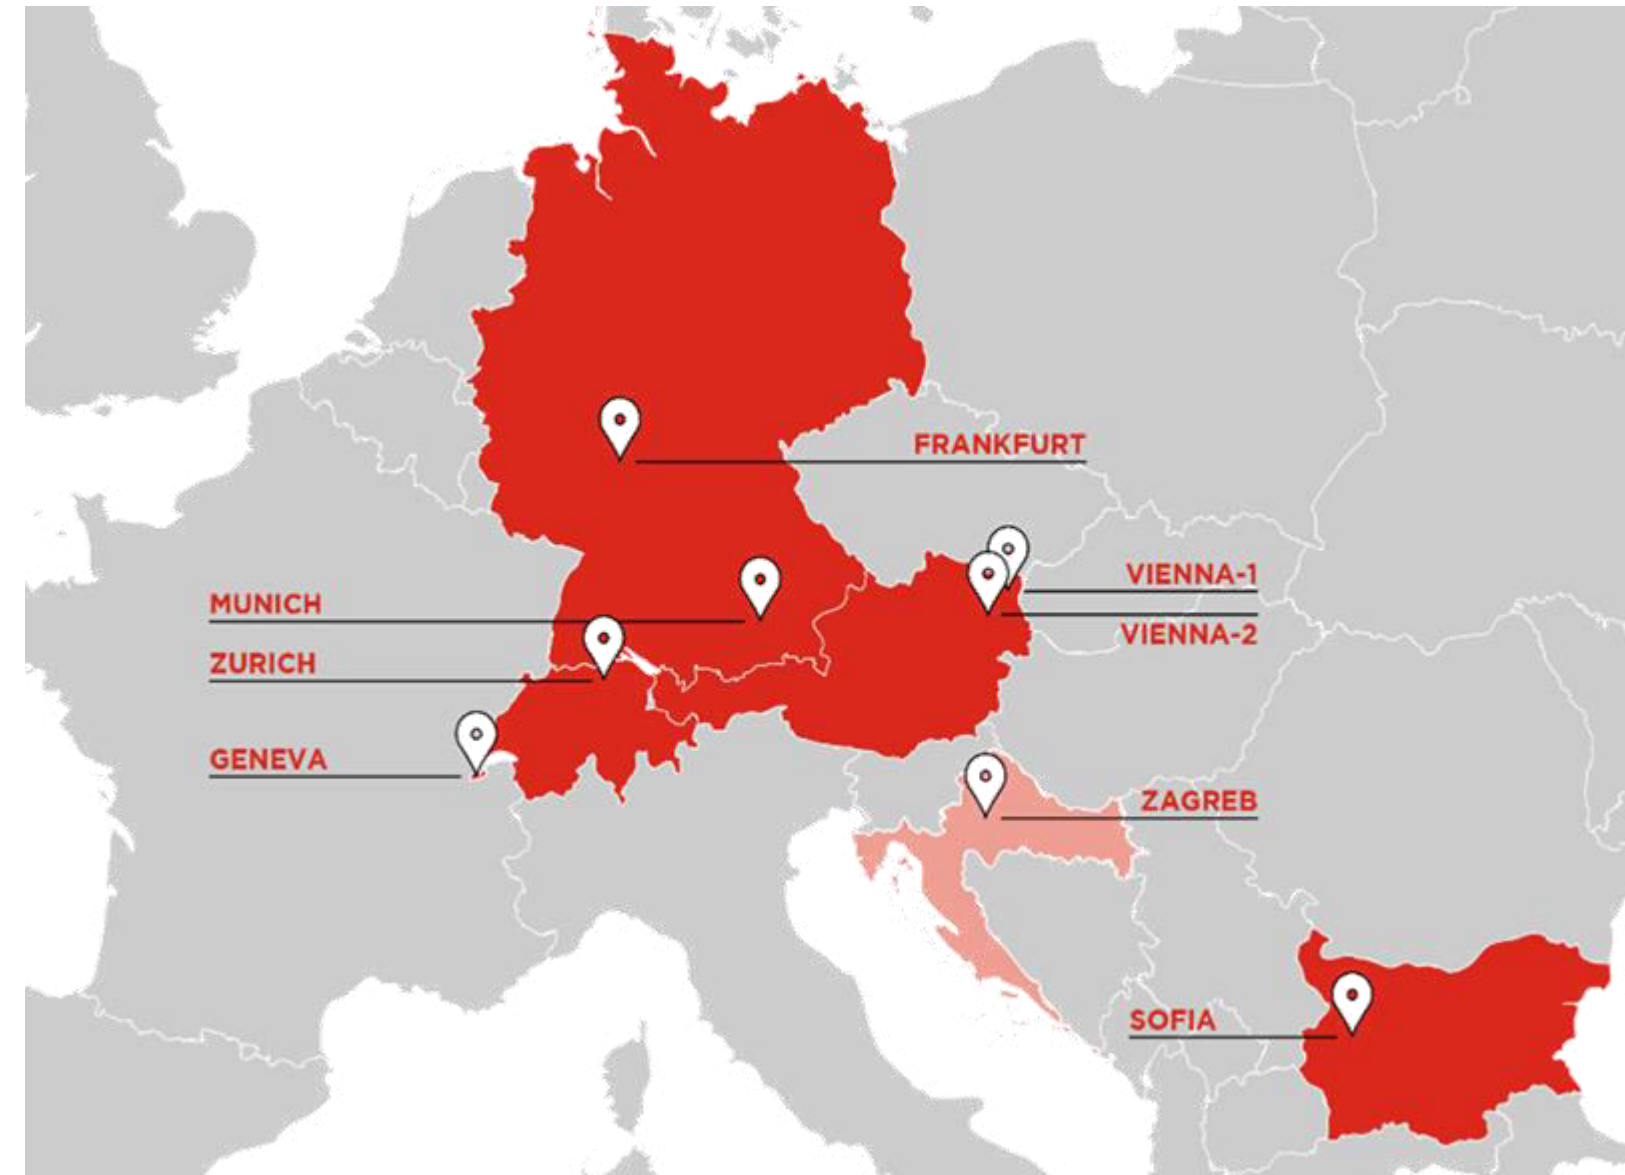 FRANKFURT
VIENNA-1
MUNICH
VIENNA-2
ZURICH
GENEVA
ZAGREB
SOFIA